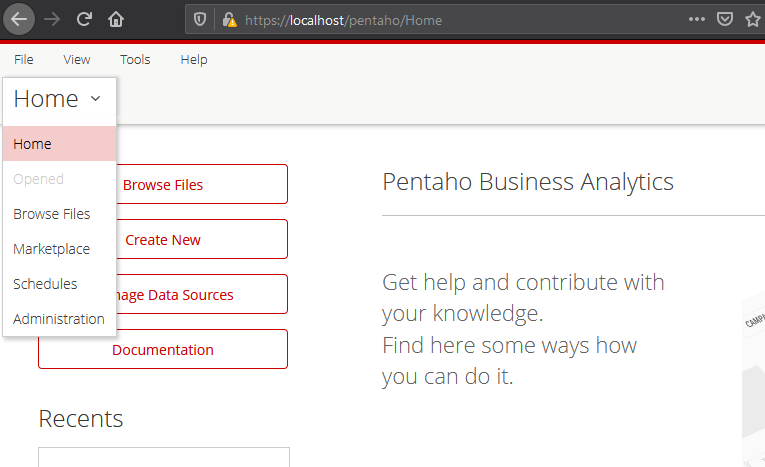 https://localhost/pentaho/Home
File View Tools Help
Home
Home
Opened
Browse Files
Marketplace
Schedules
Administration
Browse Files
Create New
Data Sources
Documentation
Recents
Pentaho Business Analytics
Get help and contribute with
your knowledge.
Find here some ways how
you can do it.